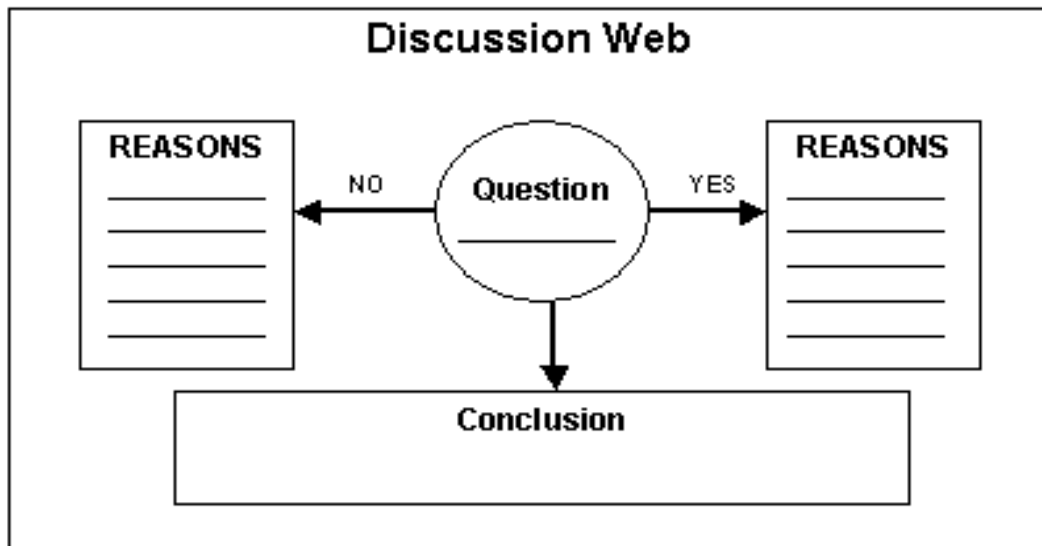 Discussion Web
REASONS
NO
Question
YES
REASONS
Conclusion